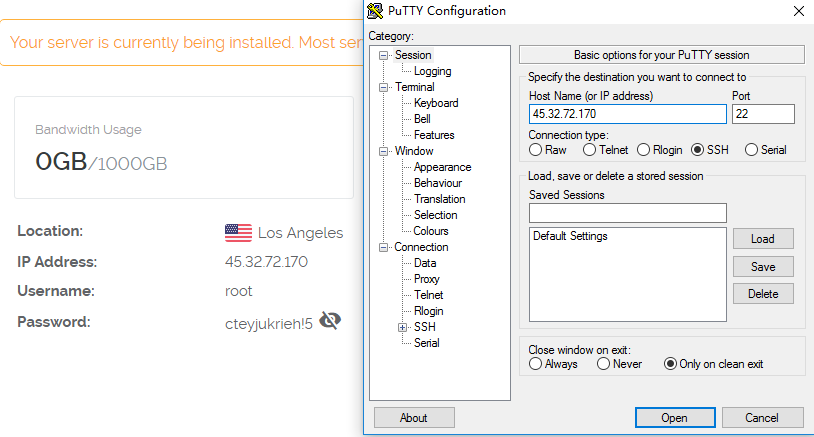 Your server is currently being installed. Most ser
Bandwidth Usage
0GB/1000GB
Location: Los Angeles
IP Address: 45.32.72.170
Username: root
Password: cteyjukrieh!5
PuTTY Configuration
Category:
Session
Logging
Terminal
Keyboard
Bell
Features
Window
Appearance
Behaviour
Translation
Selection
Colours
Connection
Data
Proxy
Telnet
Rlogin
SSH
Serial
Basic options for your PuTTY session
Specify the destination you want to connect to
Host Name (or IP address) Port
45.32.72.170 22
Connection type:
Raw Telnet Rlogin SSH Serial
Load, save or delete a stored session
Saved Sessions
Default Settings
Load
Save
Delete
Close window on exit:
Always Never Only on clean exit
About Open Cancel